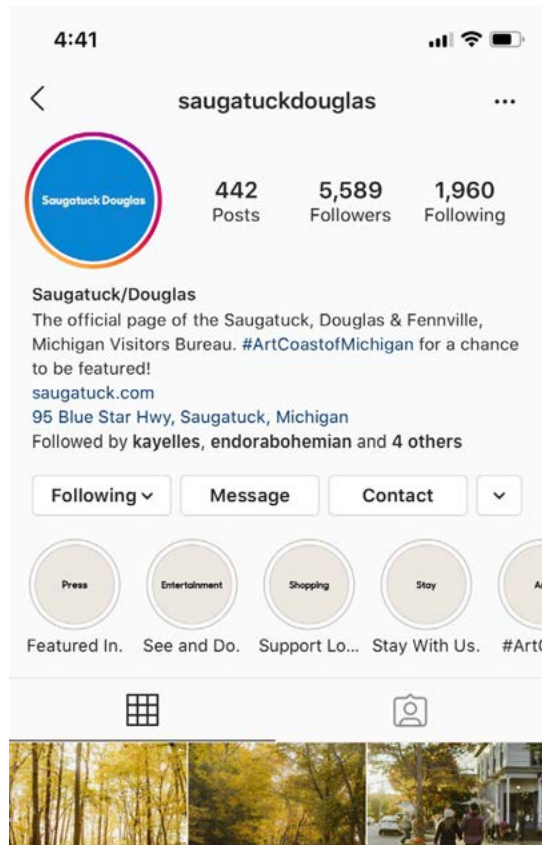 4:41
saugatuckdouglas
Saugatuck Douglas
442 5,589 1,960
Posts Followers Following
Saugatuck/Douglas
The official page of the Saugatuck, Douglas & Fennville,
Michigan Visitors Bureau. #ArtCoastofMichigan for a chance
to be featured!
saugatuck.com
95 Blue Star Hwy, Saugatuck, Michigan
Followed by kayelles, endorabohemian and 4 others
Following Message Contact
Press Entertainment Shopping Stay A
Featured In. See and Do. Support Lo... Stay With Us. #Art